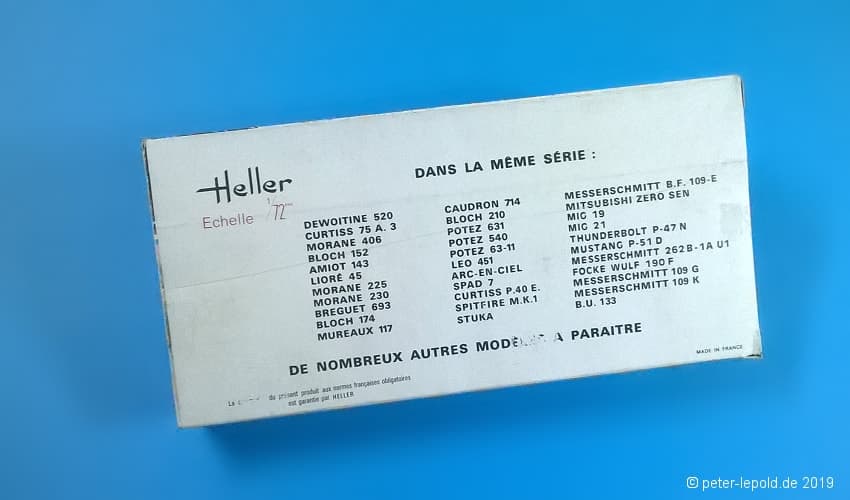 Heller
Echelle 1/72ème
DANS LA MÊME SÉRIE :
DEWOITINE 520
CURTISS 75 A. 3
MORANE 406
BLOCH 152
AMIOT 143
LIORÉ 45
MORANE 225
MORANE 230
BREGUET 693
BLOCH 174
MUREAUX 117
CAUDRON 714
BLOCH 210
POTEZ 631
POTEZ 540
POTEZ 63-11
LEO 451
ARC-EN-CIEL
SPAD 7
CURTISS P.40 E.
SPITFIRE M.K.1
STUKA
MESSERSCHMITT B.F. 109-E
MITSUBISHI ZERO SEN
MIG 19
MIG 21
THUNDERBOLT P-47 N
MUSTANG P-51 D
MESSERSCHMITT 262 B-1A U1
FOCKE WULF 190 F
MESSERSCHMITT 109 G
MESSERSCHMITT 109 K
B.U. 133
DE NOMBREUX AUTRES A PARAITRE
MADE IN FRANCE
La du présent produit aux normes françaises obligatoires
est garantie par HELLER
© peter-lepold.de 2019